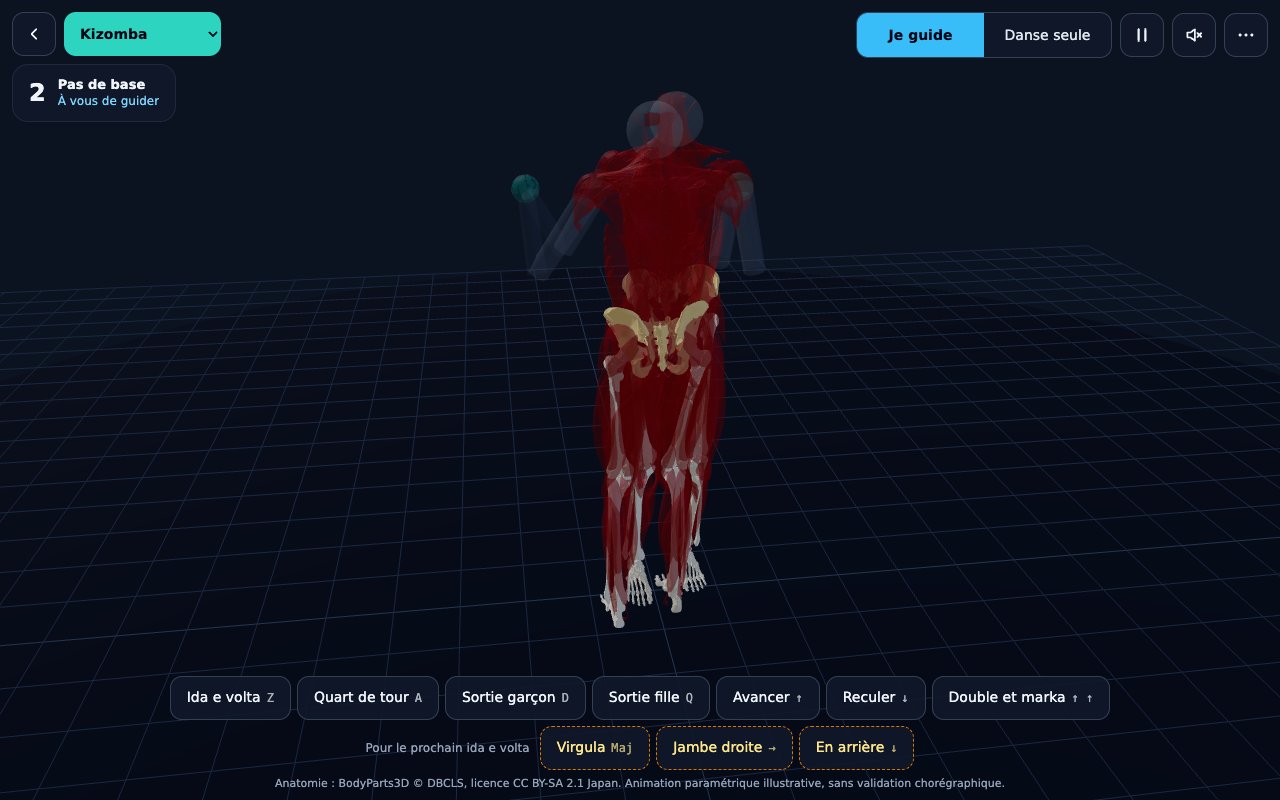 Kizomba
Je guide
Danse seule
2
Pas de base
À vous de guider
Ida e volta Z
Quart de tour A
Sortie garçon D
Sortie fille Q
Avancer ↑
Reculer ↓
Double et marka ↑ ↑
Pour le prochain ida e volta
Virgula Maj
Jambe droite →
En arrière ↓
Anatomie : BodyParts3D © DBCLS, licence CC BY-SA 2.1 Japan. Animation paramétrique illustrative, sans validation chorégraphique.